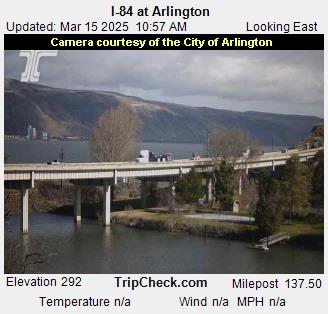 I-84 at Arlington
Updated: Mar 15 2025 10:57 AM Looking East
Camera courtesy of the City of Arlington
Elevation 292 TripCheck.com Milepost 137.50
Temperature n/a Wind n/a MPH n/a